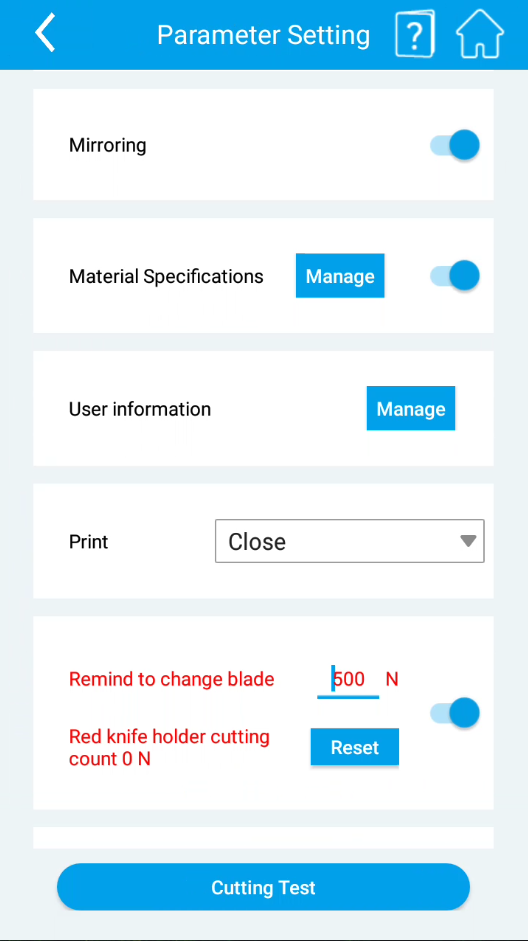 Parameter Setting
?
Mirroring
Material Specifications Manage
User information Manage
Print Close
Remind to change blade 500 N
Red knife holder cutting
count 0 N
Reset
Cutting Test